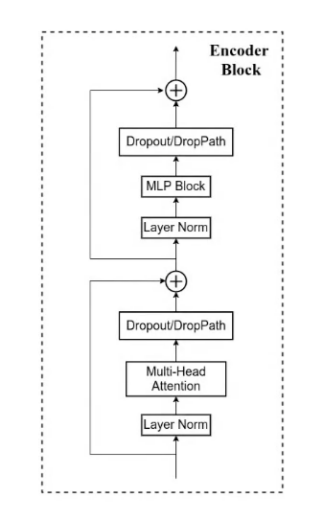 Encoder
Block
Dropout/DropPath
MLP Block
Layer Norm
Dropout/DropPath
Multi-Head
Attention
Layer Norm